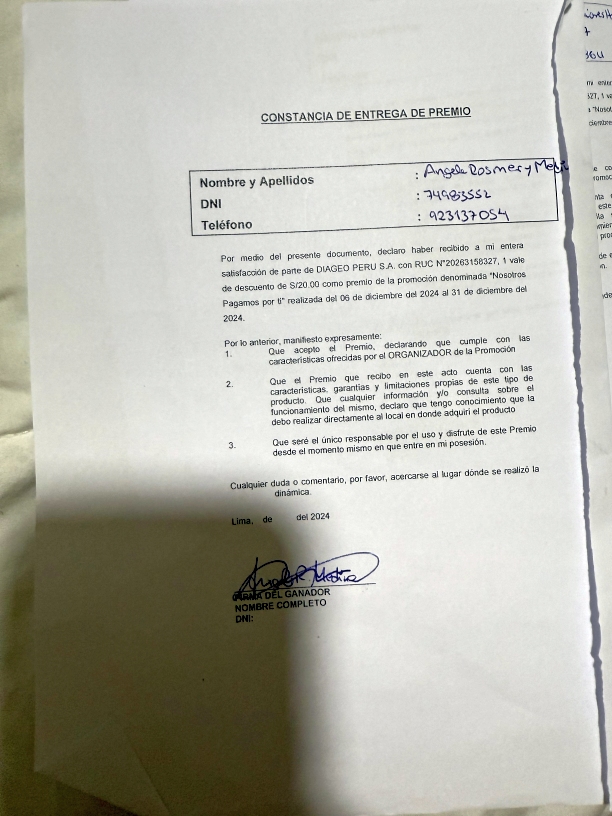 CONSTANCIA DE ENTREGA DE PREMIO
Nombre y Apellidos : Angela Rosmery
DNI : 74983552
Teléfono : 923137054
Por medio del presente documento, declaro haber recibido a mi entera
satisfacción de parte de DIAGEO PERU S.A. con RUC N°20263158327, 1 vale
de descuento de S/20.00 como premio de la promoción denominada "Nosotros
Pagamos por ti" realizada del 06 de diciembre del 2024 al 31 de diciembre del
2024.
Por lo anterior, manifiesto expresamente:
1. Que acepto el Premio, declarando que cumple con las
características ofrecidas por el ORGANIZADOR de la Promoción
2. Que el Premio que recibo en este acto cuenta con las
características, garantías y limitaciones propias de este tipo de
producto. Que cualquier información y/o consulta sobre el
funcionamiento del mismo, declaro que tengo conocimiento que la
debo realizar directamente al local en donde adquirí el producto
3. Que seré el único responsable por el uso y disfrute de este Premio
desde el momento mismo en que entre en mi posesión.
Cualquier duda o comentario, por favor, acercarse al lugar dónde se realizó la
dinámica.
Lima, de del 2024
FIRMA DEL GANADOR
NOMBRE COMPLETO
DNI: